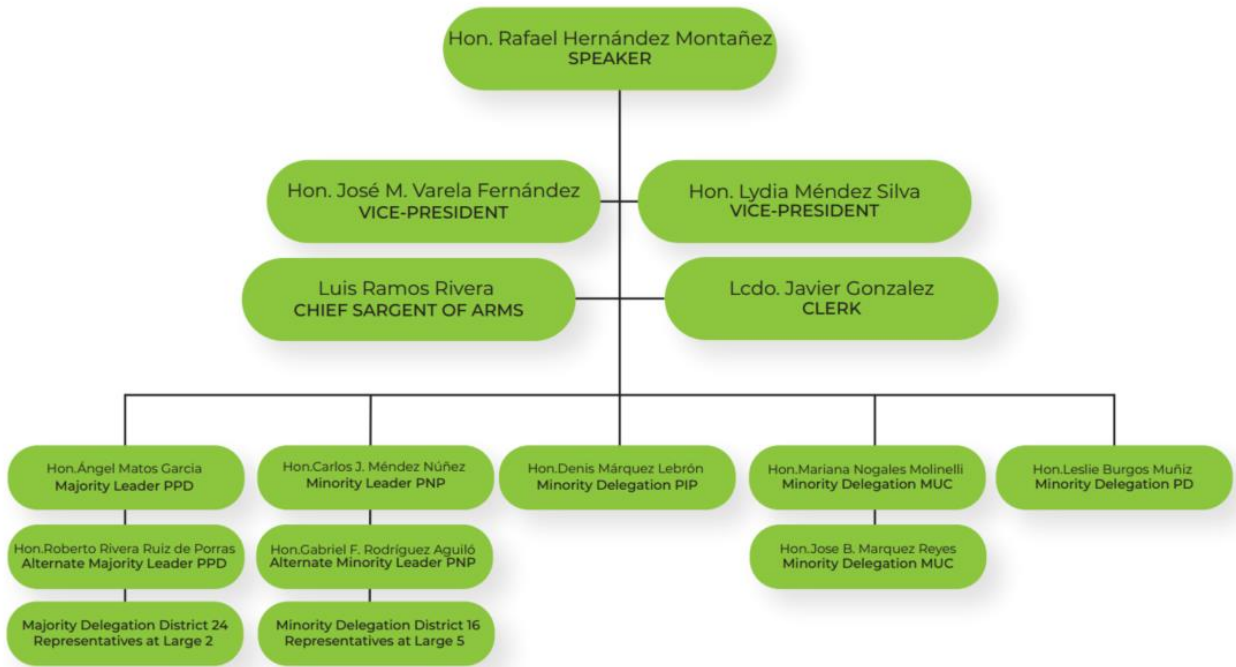 Hon. Rafael Hernández Montañez
SPEAKER
Hon. José M. Varela Fernández
VICE-PRESIDENT
Hon. Lydia Méndez Silva
VICE-PRESIDENT
Luis Ramos Rivera
CHIEF SARGENT OF ARMS
Lcdo. Javier Gonzalez
CLERK
Hon.Ángel Matos Garcia
Majority Leader PPD
Hon.Carlos J. Méndez Núñez
Minority Leader PNP
Hon.Denis Márquez Lebrón
Minority Delegation PIP
Hon.Mariana Nogales Molinelli
Minority Delegation MUC
Hon.Leslie Burgos Muñiz
Minority Delegation PD
Hon.Roberto Rivera Ruiz de Porras
Alternate Majority Leader PPD
Hon.Gabriel F. Rodríguez Aguiló
Alternate Minority Leader PNP
Hon.Jose B. Marquez Reyes
Minority Delegation MUC
Majority Delegation District 24
Representatives at Large 2
Minority Delegation District 16
Representatives at Large 5